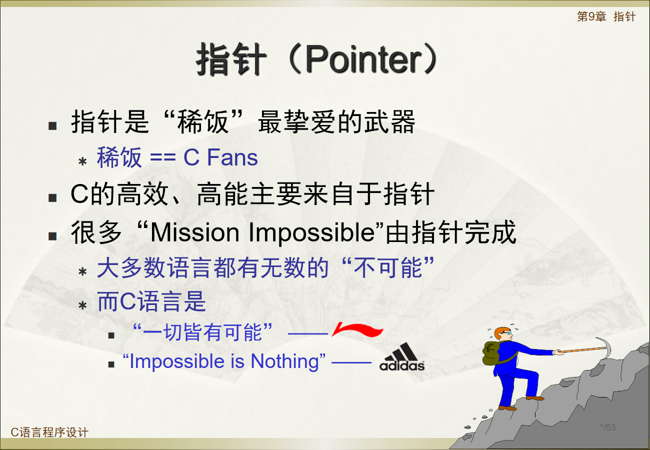 第9章 指针
指针（Pointer）
指针是“稀饭”最挚爱的武器
稀饭 == C Fans
C的高效、高能主要来自于指针
很多“Mission Impossible”由指针完成
大多数语言都有无数的“不可能”
而C语言是
“一切皆有可能” ——
“Impossible is Nothing” —— adidas
C语言程序设计
*/83